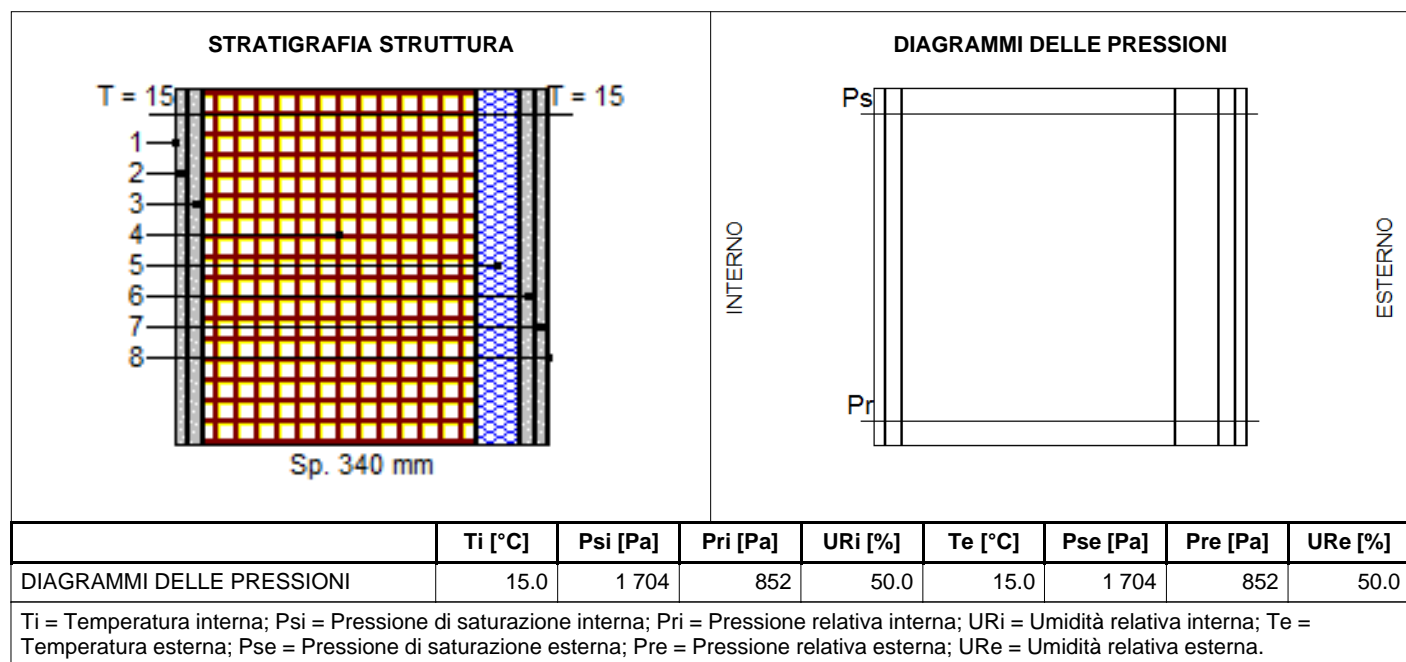 STRATIGRAFIA STRUTTURA
T = 15
T = 15
1
2
3
4
5
6
7
8
Sp. 340 mm
DIAGRAMMI DELLE PRESSIONI
Ps
Pr
INTERNO
ESTERNO
Ti [°C] Psi [Pa] Pri [Pa] URi [%] Te [°C] Pse [Pa] Pre [Pa] URe [%]
DIAGRAMMI DELLE PRESSIONI 15.0 1 704 852 50.0 15.0 1 704 852 50.0
Ti = Temperatura interna; Psi = Pressione di saturazione interna; Pri = Pressione relativa interna; URi = Umidità relativa interna; Te =
Temperatura esterna; Pse = Pressione di saturazione esterna; Pre = Pressione relativa esterna; URe = Umidità relativa esterna.